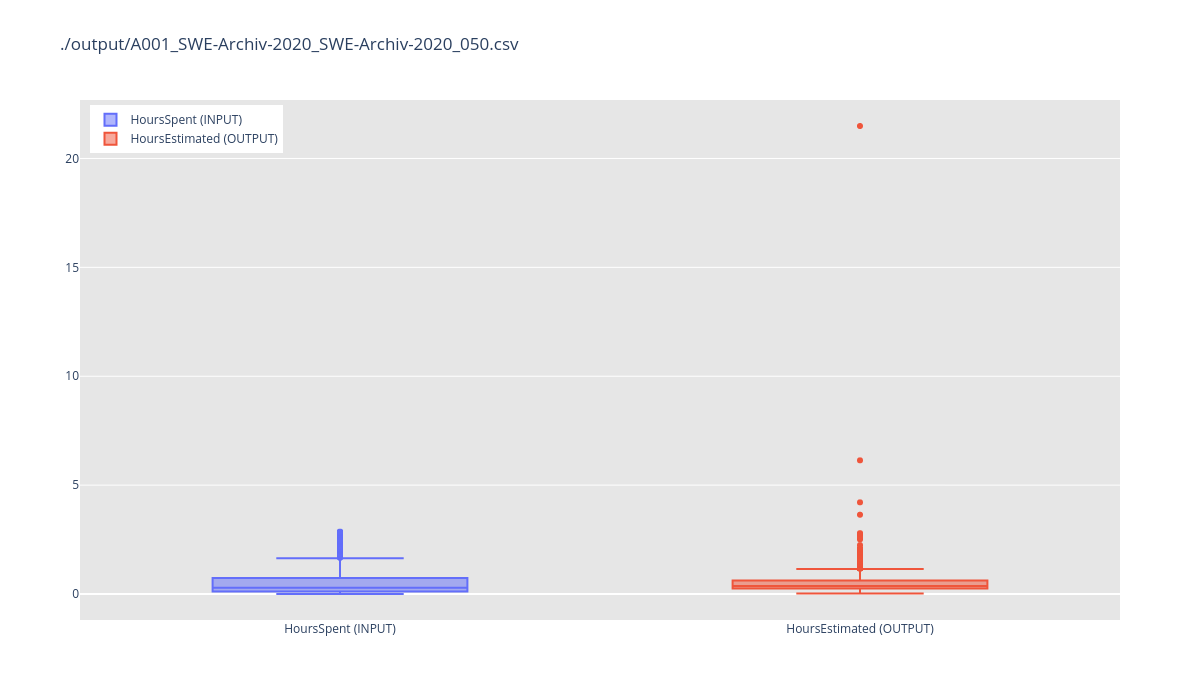 ./output/A001_SWE-Archiv-2020_SWE-Archiv-2020_050.csv
HoursSpent (INPUT)
HoursEstimated (OUTPUT)
20
15
10
5
0
HoursSpent (INPUT)
HoursEstimated (OUTPUT)